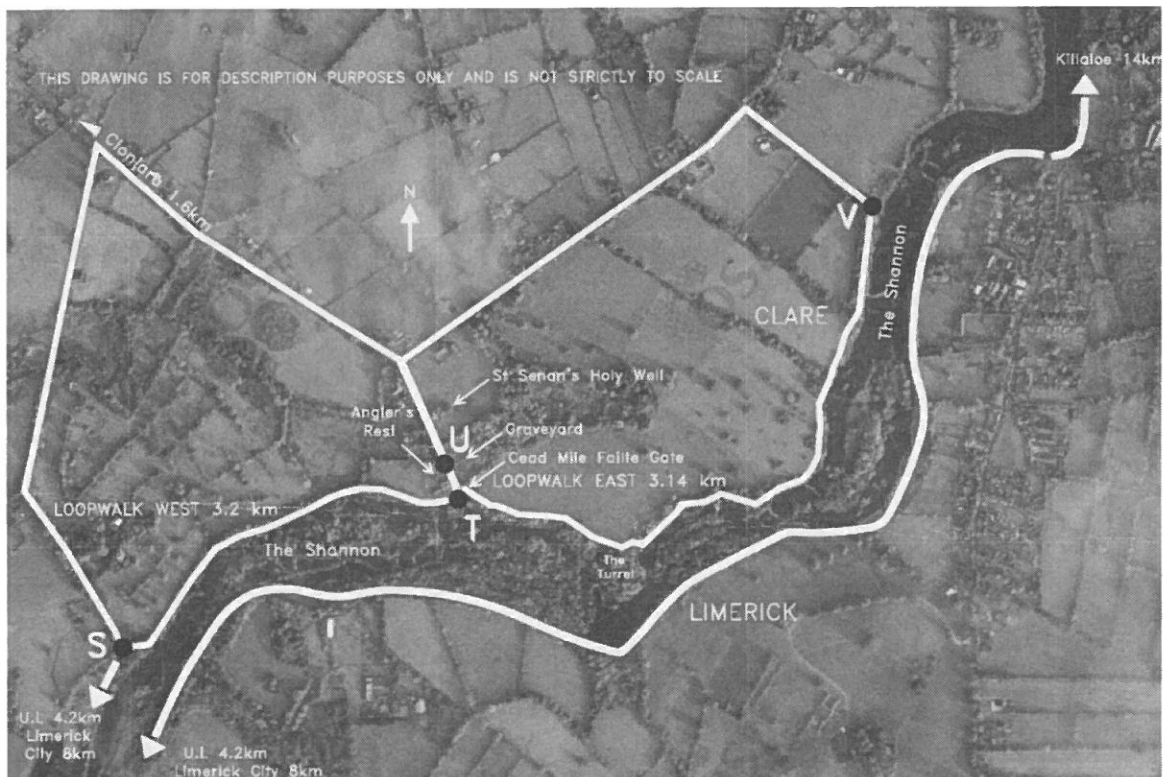 Killaloe 14km
THIS DRAWING IS FOR DESCRIPTION PURPOSES ONLY AND IS NOT STRICTLY TO SCALE
Clonlara 1.6km
N
V
The Shannon
CLARE
St Senan's Holy Well
Angler's
Rest
U
Graveyard
Cead Mile Failte Gate
LOOPWALK EAST 3.14 km
LOOPWALK WEST 3.2 km
T
The Shannon
The
Turret
LIMERICK
S
U.L 4.2km
Limerick
City 8km
U.L 4.2km
Limerick City 8km